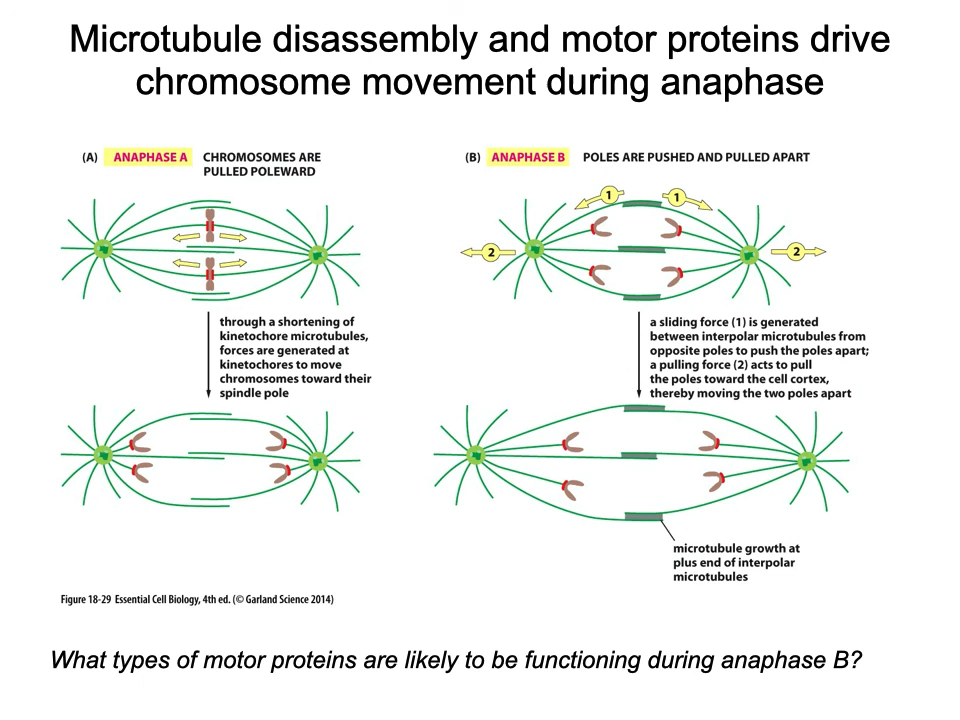 Microtubule disassembly and motor proteins drive
chromosome movement during anaphase
(A) ANAPHASE A CHROMOSOMES ARE
PULLED POLEWARD
through a shortening of
kinetochore microtubules,
forces are generated at
kinetochores to move
chromosomes toward their
spindle pole
(B) ANAPHASE B POLES ARE PUSHED AND PULLED APART
1 1
2 2
a sliding force (1) is generated
between interpolar microtubules from
opposite poles to push the poles apart;
a pulling force (2) acts to pull
the poles toward the cell cortex,
thereby moving the two poles apart
microtubule growth at
plus end of interpolar
microtubules
Figure 18-29 Essential Cell Biology, 4th ed. (© Garland Science 2014)
What types of motor proteins are likely to be functioning during anaphase B?